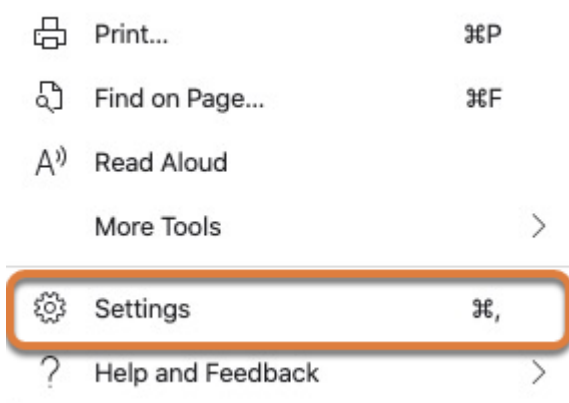 Print... ⌘P
Find on Page... ⌘F
Read Aloud
More Tools
Settings ⌘,
Help and Feedback